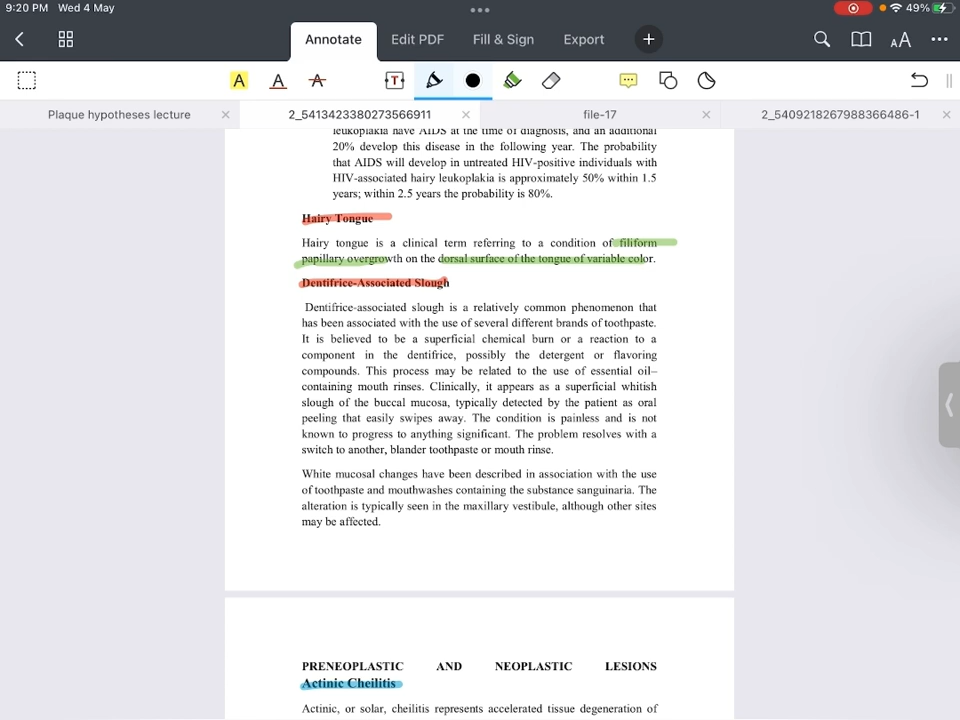 9:20 PM Wed 4 May
49%
Annotate
Edit PDF
Fill & Sign
Export
AA
A A A T
Plaque hypotheses lecture
2_5413423380273566911
file-17
2_5409218267988366486-1
leukoplakia have AIDS at the time of diagnosis, and an additional
20% develop this disease in the following year. The probability
that AIDS will develop in untreated HIV-positive individuals with
HIV-associated hairy leukoplakia is approximately 50% within 1.5
years; within 2.5 years the probability is 80%.
Hairy Tongue
Hairy tongue is a clinical term referring to a condition of filiform
papillary overgrowth on the dorsal surface of the tongue of variable color.
Dentifrice-Associated Slough
Dentifrice-associated slough is a relatively common phenomenon that
has been associated with the use of several different brands of toothpaste.
It is believed to be a superficial chemical burn or a reaction to a
component in the dentifrice, possibly the detergent or flavoring
compounds. This process may be related to the use of essential oil–
containing mouth rinses. Clinically, it appears as a superficial whitish
slough of the buccal mucosa, typically detected by the patient as oral
peeling that easily swipes away. The condition is painless and is not
known to progress to anything significant. The problem resolves with a
switch to another, blander toothpaste or mouth rinse.
White mucosal changes have been described in association with the use
of toothpaste and mouthwashes containing the substance sanguinaria. The
alteration is typically seen in the maxillary vestibule, although other sites
may be affected.
PRENEOPLASTIC AND NEOPLASTIC LESIONS
Actinic Cheilitis
Actinic, or solar, cheilitis represents accelerated tissue degeneration of